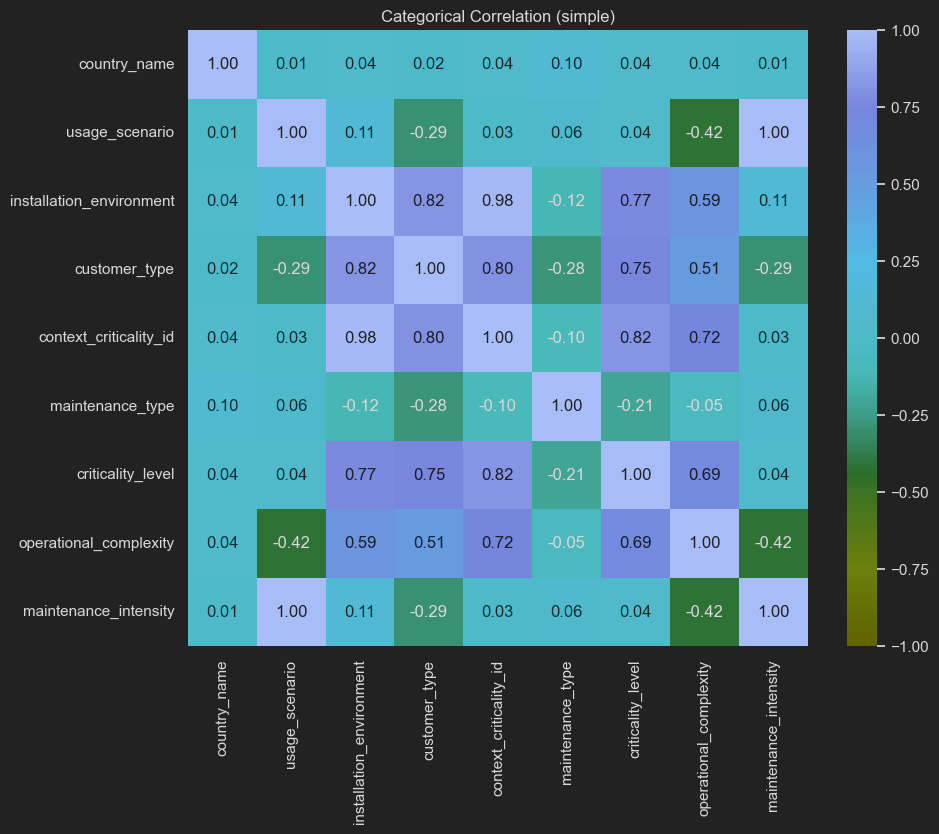 Categorical Correlation (simple)
country_name 1.00 0.01 0.04 0.02 0.04 0.10 0.04 0.04 0.01
usage_scenario 0.01 1.00 0.11 -0.29 0.03 0.06 0.04 -0.42 1.00
installation_environment 0.04 0.11 1.00 0.82 0.98 -0.12 0.77 0.59 0.11
customer_type 0.02 -0.29 0.82 1.00 0.80 -0.28 0.75 0.51 -0.29
context_criticality_id 0.04 0.03 0.98 0.80 1.00 -0.10 0.82 0.72 0.03
maintenance_type 0.10 0.06 -0.12 -0.28 -0.10 1.00 -0.21 -0.05 0.06
criticality_level 0.04 0.04 0.77 0.75 0.82 -0.21 1.00 0.69 0.04
operational_complexity 0.04 -0.42 0.59 0.51 0.72 -0.05 0.69 1.00 -0.42
maintenance_intensity 0.01 1.00 0.11 -0.29 0.03 0.06 0.04 -0.42 1.00
country_name
usage_scenario
installation_environment
customer_type
context_criticality_id
maintenance_type
criticality_level
operational_complexity
maintenance_intensity
1.00
0.75
0.50
0.25
0.00
−0.25
−0.50
−0.75
−1.00